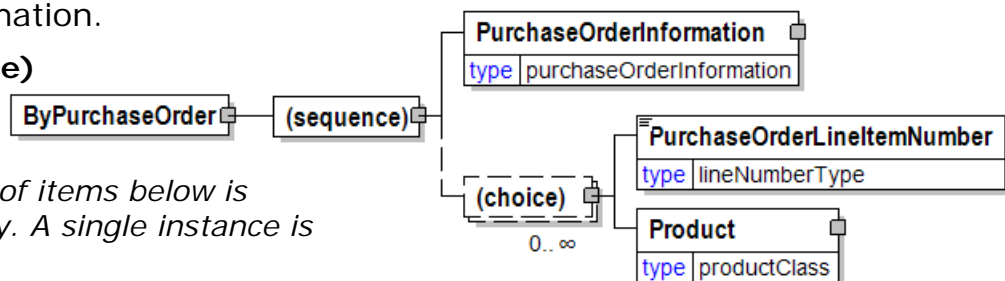 PurchaseOrderInformation
type purchaseOrderInformation
ByPurchaseOrder
(sequence)
PurchaseOrderLineItemNumber
type lineNumberType
of items below is
(choice)
y. A single instance is
0.. ∞
Product
type productClass